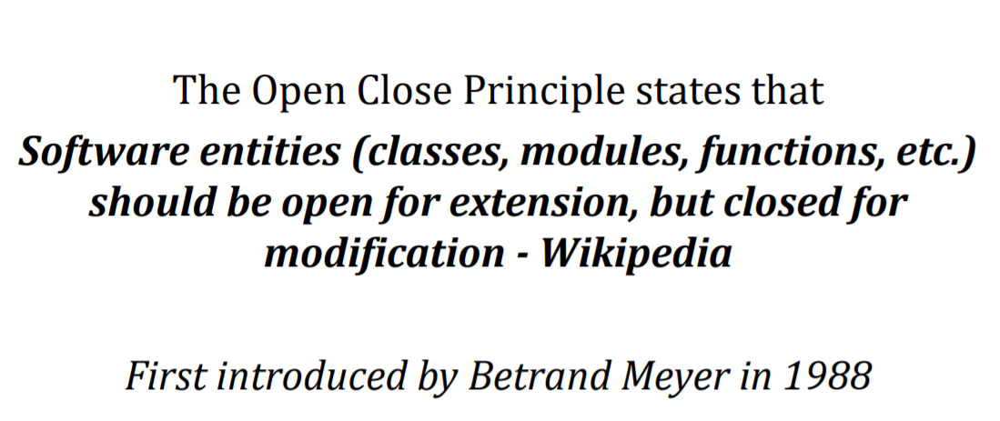 The Open Close Principle states that
Software entities (classes, modules, functions, etc.)
should be open for extension, but closed for
modification - Wikipedia
First introduced by Betrand Meyer in 1988